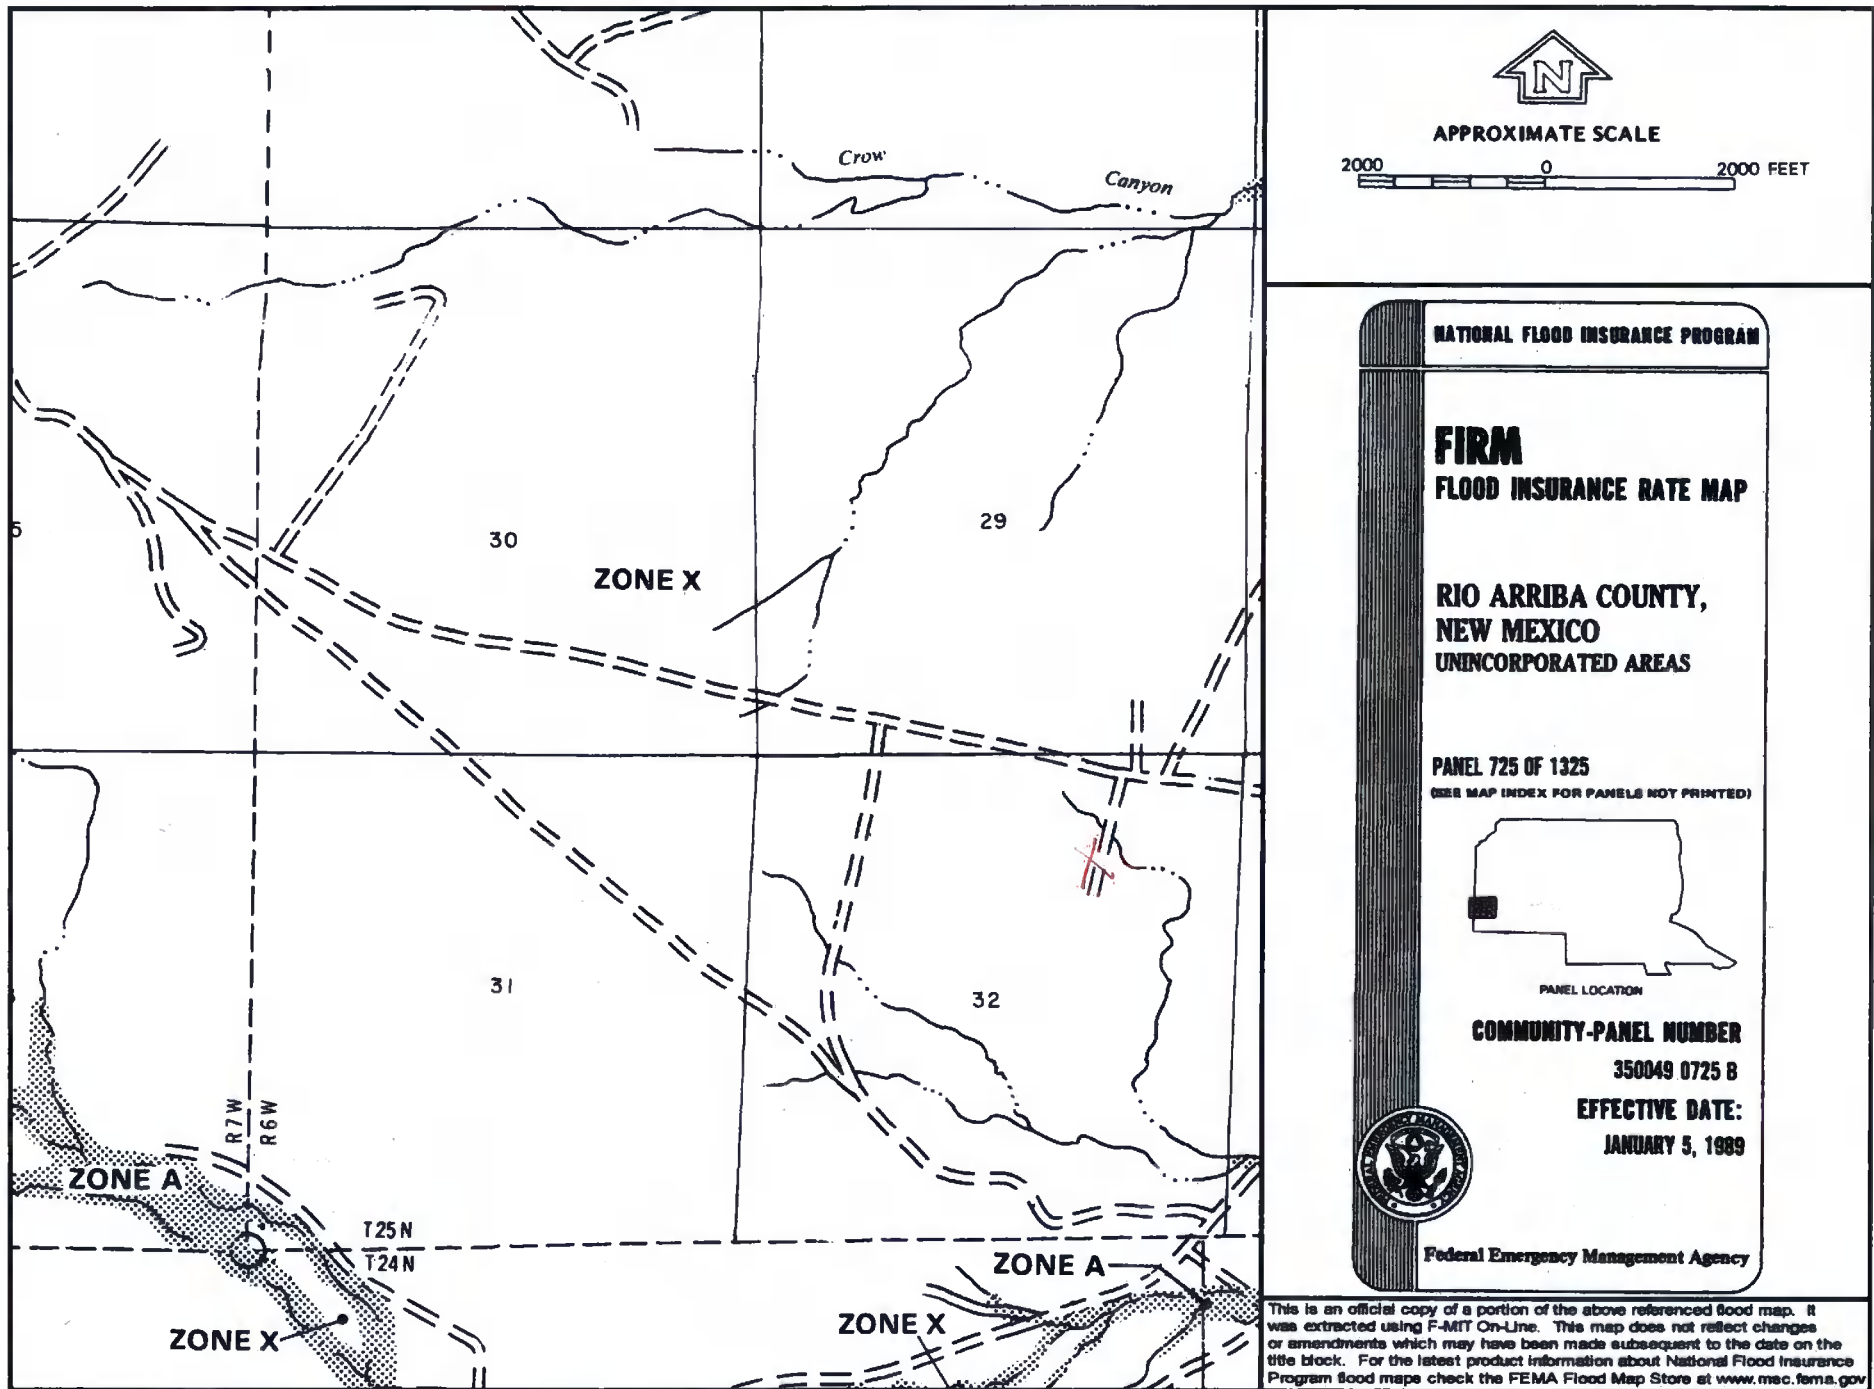 Crow
Canyon
5
30
29
ZONE X
31
32
R7W
R6W
ZONE A
T25N
T24N
ZONE X
ZONE A
ZONE X
N
APPROXIMATE SCALE
2000 0 2000 FEET
NATIONAL FLOOD INSURANCE PROGRAM
FIRM
FLOOD INSURANCE RATE MAP
RIO ARRIBA COUNTY,
NEW MEXICO
UNINCORPORATED AREAS
PANEL 725 OF 1325
(SEE MAP INDEX FOR PANELS NOT PRINTED)
PANEL LOCATION
COMMUNITY-PANEL NUMBER
350049 0725 B
EFFECTIVE DATE:
JANUARY 5, 1989
FEDERAL EMERGENCY MANAGEMENT AGENCY
Federal Emergency Management Agency
This is an official copy of a portion of the above referenced flood map. It
was extracted using F-MIT On-Line. This map does not reflect changes
or amendments which may have been made subsequent to the date on the
title block. For the latest product information about National Flood Insurance
Program flood maps check the FEMA Flood Map Store at www.msc.fema.gov